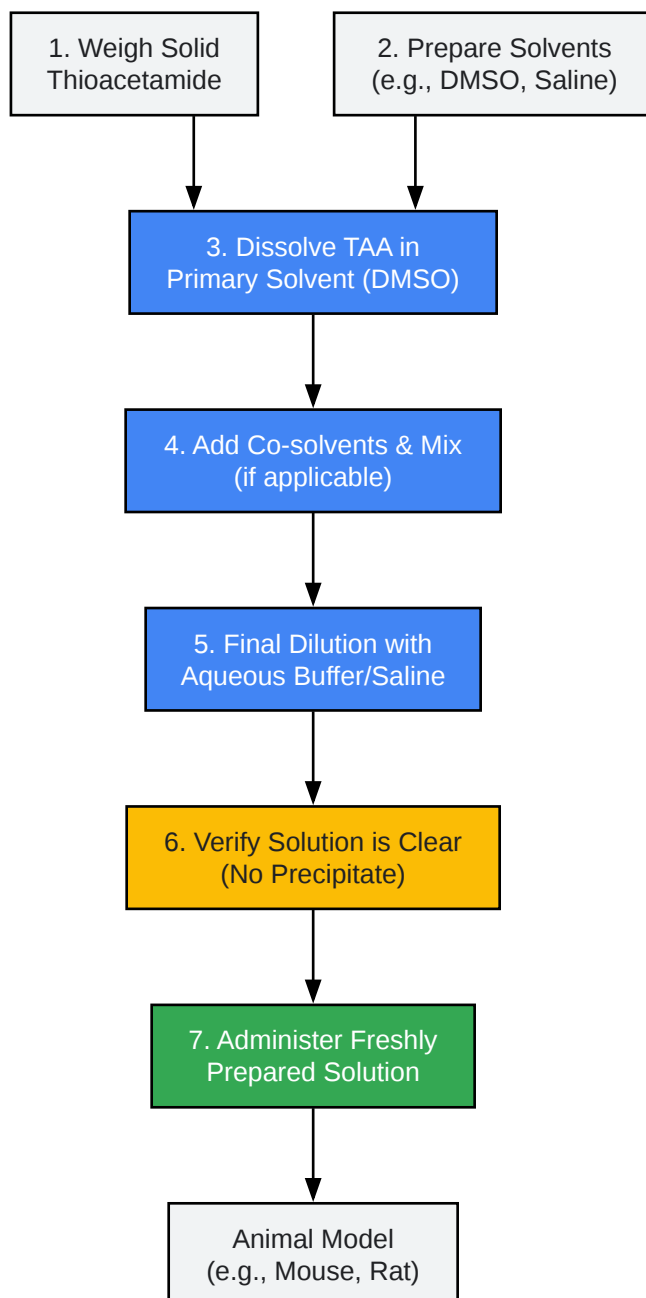 1. Weigh Solid
Thioacetamide
2. Prepare Solvents
(e.g., DMSO, Saline)
3. Dissolve TAA in
Primary Solvent (DMSO)
4. Add Co-solvents & Mix
(if applicable)
5. Final Dilution with
Aqueous Buffer/Saline
6. Verify Solution is Clear
(No Precipitate)
7. Administer Freshly
Prepared Solution
Animal Model
(e.g., Mouse, Rat)